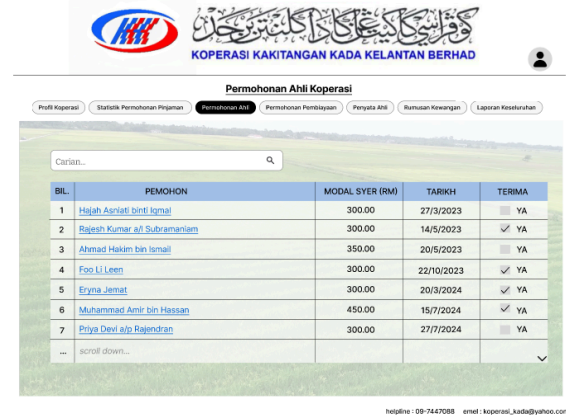 كوڤراسي كاكيتاڠن كادا كلنتن برحد
KOPERASI KAKITANGAN KADA KELANTAN BERHAD
Permohonan Ahli Koperasi
Profil Koperasi Statistik Permohonan Pinjaman Permohonan Ahli Permohonan Pembiayaan Penyata Ahli Rumusan Kewangan Laporan Keseluruhan
Carian...
BIL. PEMOHON MODAL SYER (RM) TARIKH TERIMA
1 Hajah Asniati binti Iqmal 300.00 27/3/2023 YA
2 Rajesh Kumar a/l Subramaniam 300.00 14/5/2023 YA
3 Ahmad Hakim bin Ismail 350.00 20/5/2023 YA
4 Foo Li Leen 300.00 22/10/2023 YA
5 Eryna Jemat 300.00 20/3/2024 YA
6 Muhammad Amir bin Hassan 450.00 15/7/2024 YA
7 Priya Devi a/p Rajendran 300.00 27/7/2024 YA
... scroll down...
helpline : 09-7447088 emel : koperasi_kada@yahoo.com